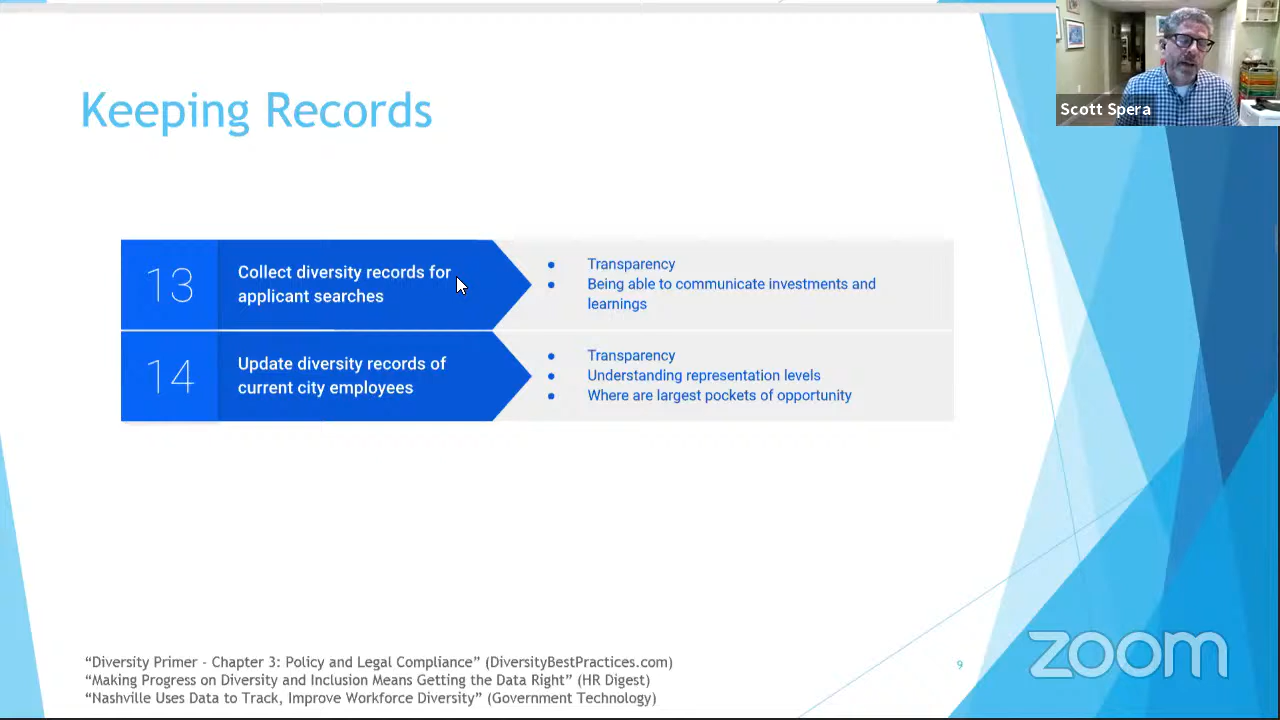 Keeping Records
Scott Spera
13
Collect diversity records for
applicant searches
● Transparency
● Being able to communicate investments and
learnings
14
Update diversity records of
current city employees
● Transparency
● Understanding representation levels
● Where are largest pockets of opportunity
“Diversity Primer - Chapter 3: Policy and Legal Compliance” (DiversityBestPractices.com)
“Making Progress on Diversity and Inclusion Means Getting the Data Right” (HR Digest)
“Nashville Uses Data to Track, Improve Workforce Diversity” (Government Technology)
9
zoom